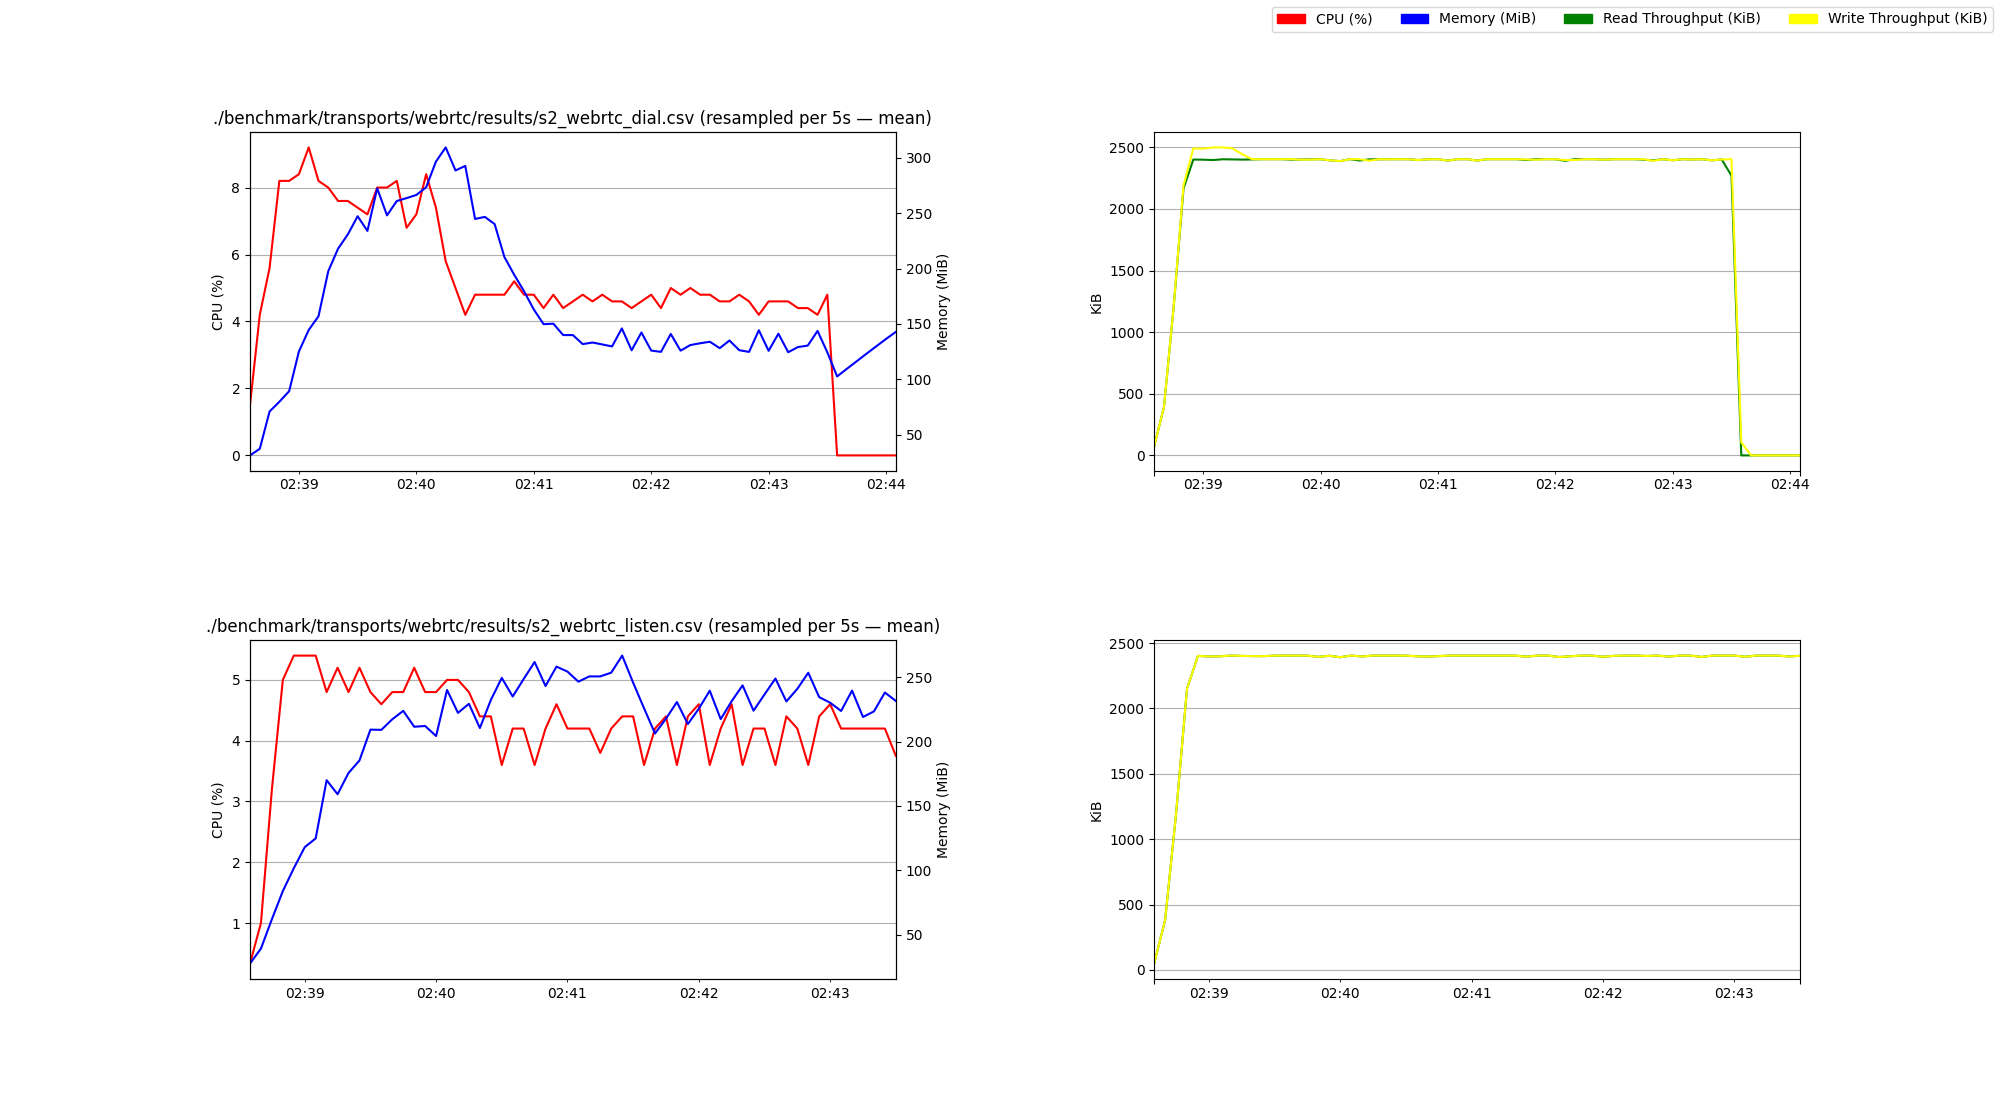 CPU (%) Memory (MiB) Read Throughput (KiB) Write Throughput (KiB)
./benchmark/transports/webrtc/results/s2_webrtc_dial.csv (resampled per 5s — mean)
CPU (%)
8
6
4
2
0
02:39 02:40 02:41 02:42 02:43 02:44
300
250
200
150
100
50
Memory (MiB)
KiB
2500
2000
1500
1000
500
0
02:39 02:40 02:41 02:42 02:43 02:44
./benchmark/transports/webrtc/results/s2_webrtc_listen.csv (resampled per 5s — mean)
CPU (%)
5
4
3
2
1
02:39 02:40 02:41 02:42 02:43
250
200
150
100
50
Memory (MiB)
KiB
2500
2000
1500
1000
500
0
02:39 02:40 02:41 02:42 02:43